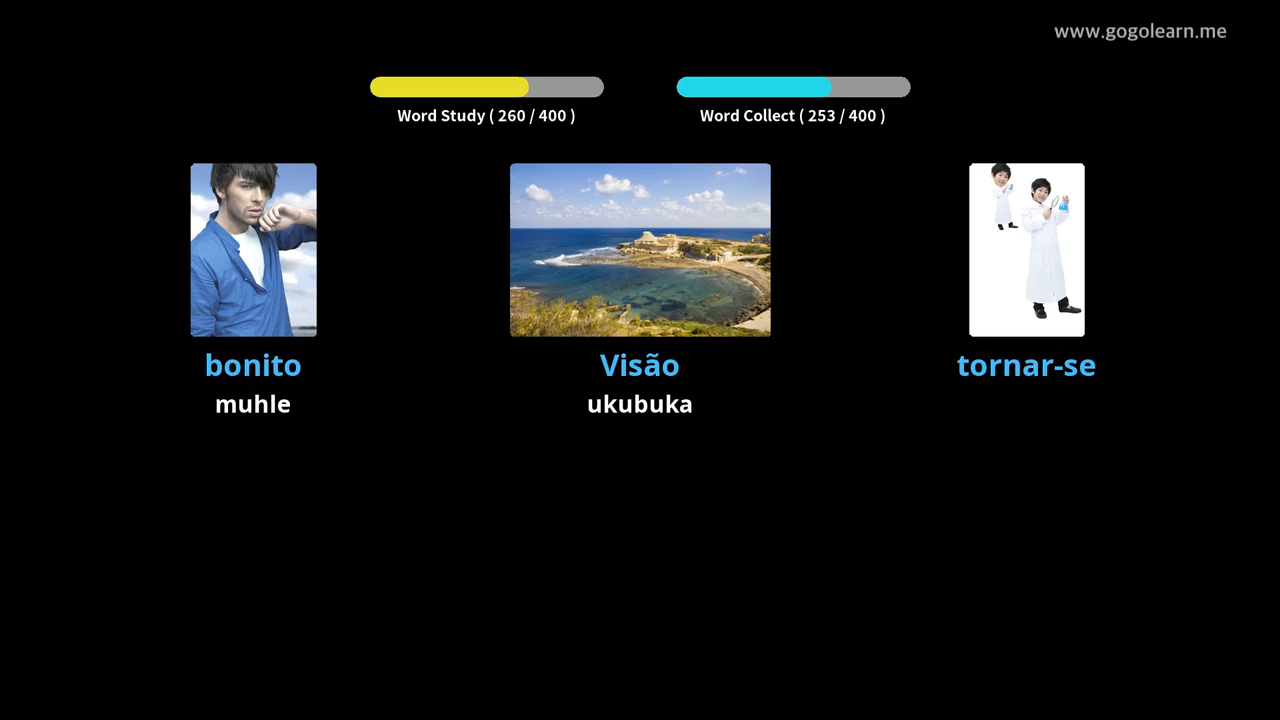 www.gogolearn.me
Word Study ( 260 / 400 )
Word Collect ( 253 / 400 )
bonito
Visão
tornar-se
muhle
ukubuka